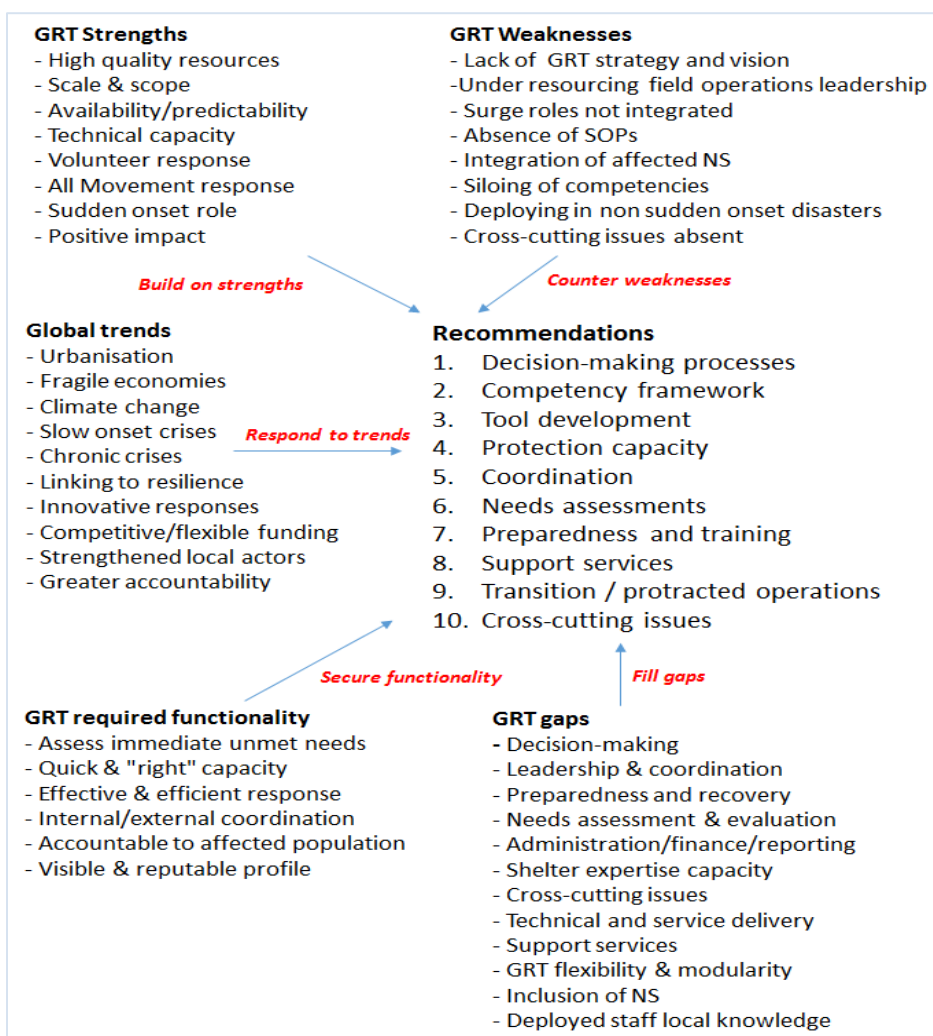 GRT Strengths
- High quality resources
- Scale & scope
- Availability/predictability
- Technical capacity
- Volunteer response
- All Movement response
- Sudden onset role
- Positive impact
GRT Weaknesses
- Lack of GRT strategy and vision
-Under resourcing field operations leadership
- Surge roles not integrated
- Absence of SOPs
- Integration of affected NS
- Siloing of competencies
- Deploying in non sudden onset disasters
- Cross-cutting issues absent
Build on strengths
Counter weaknesses
Global trends
- Urbanisation
- Fragile economies
- Climate change
- Slow onset crises
- Chronic crises
- Linking to resilience
- Innovative responses
- Competitive/flexible funding
- Strengthened local actors
- Greater accountability
Respond to trends
Recommendations
1. Decision-making processes
2. Competency framework
3. Tool development
4. Protection capacity
5. Coordination
6. Needs assessments
7. Preparedness and training
8. Support services
9. Transition / protracted operations
10. Cross-cutting issues
Secure functionality
Fill gaps
GRT required functionality
- Assess immediate unmet needs
- Quick & "right" capacity
- Effective & efficient response
- Internal/external coordination
- Accountable to affected population
- Visible & reputable profile
GRT gaps
- Decision-making
- Leadership & coordination
- Preparedness and recovery
- Needs assessment & evaluation
- Administration/finance/reporting
- Shelter expertise capacity
- Cross-cutting issues
- Technical and service delivery
- Support services
- GRT flexibility & modularity
- Inclusion of NS
- Deployed staff local knowledge